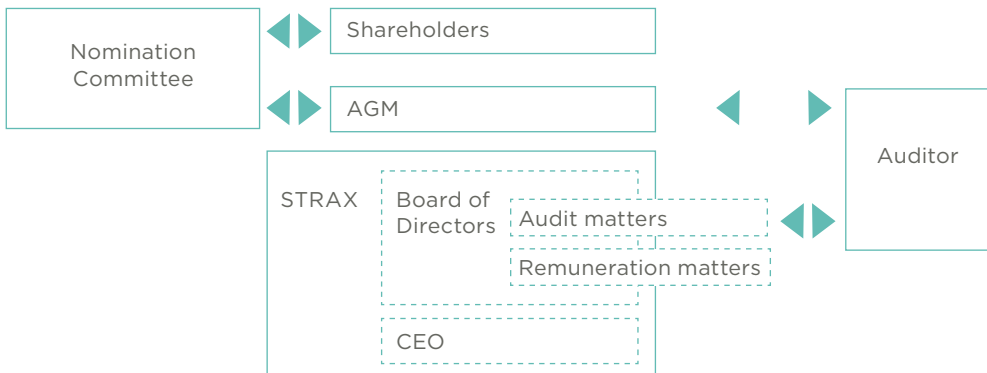 Nomination
Committee
Shareholders
AGM
Auditor
STRAX
Board of
Directors
Audit matters
Remuneration matters
CEO